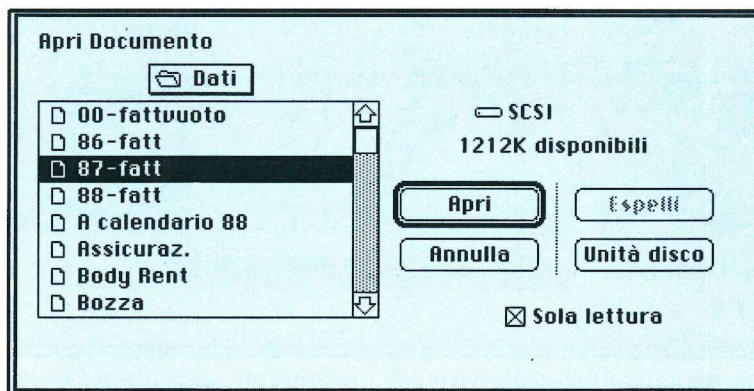 Apri Documento
Dati
00-fattvuoto
86-fatt
87-fatt
88-fatt
A calendario 88
Assicuraz.
Body Rent
Bozza
SCSI
1212K disponibili
Apri
Espelli
Annulla
Unità disco
Sola lettura